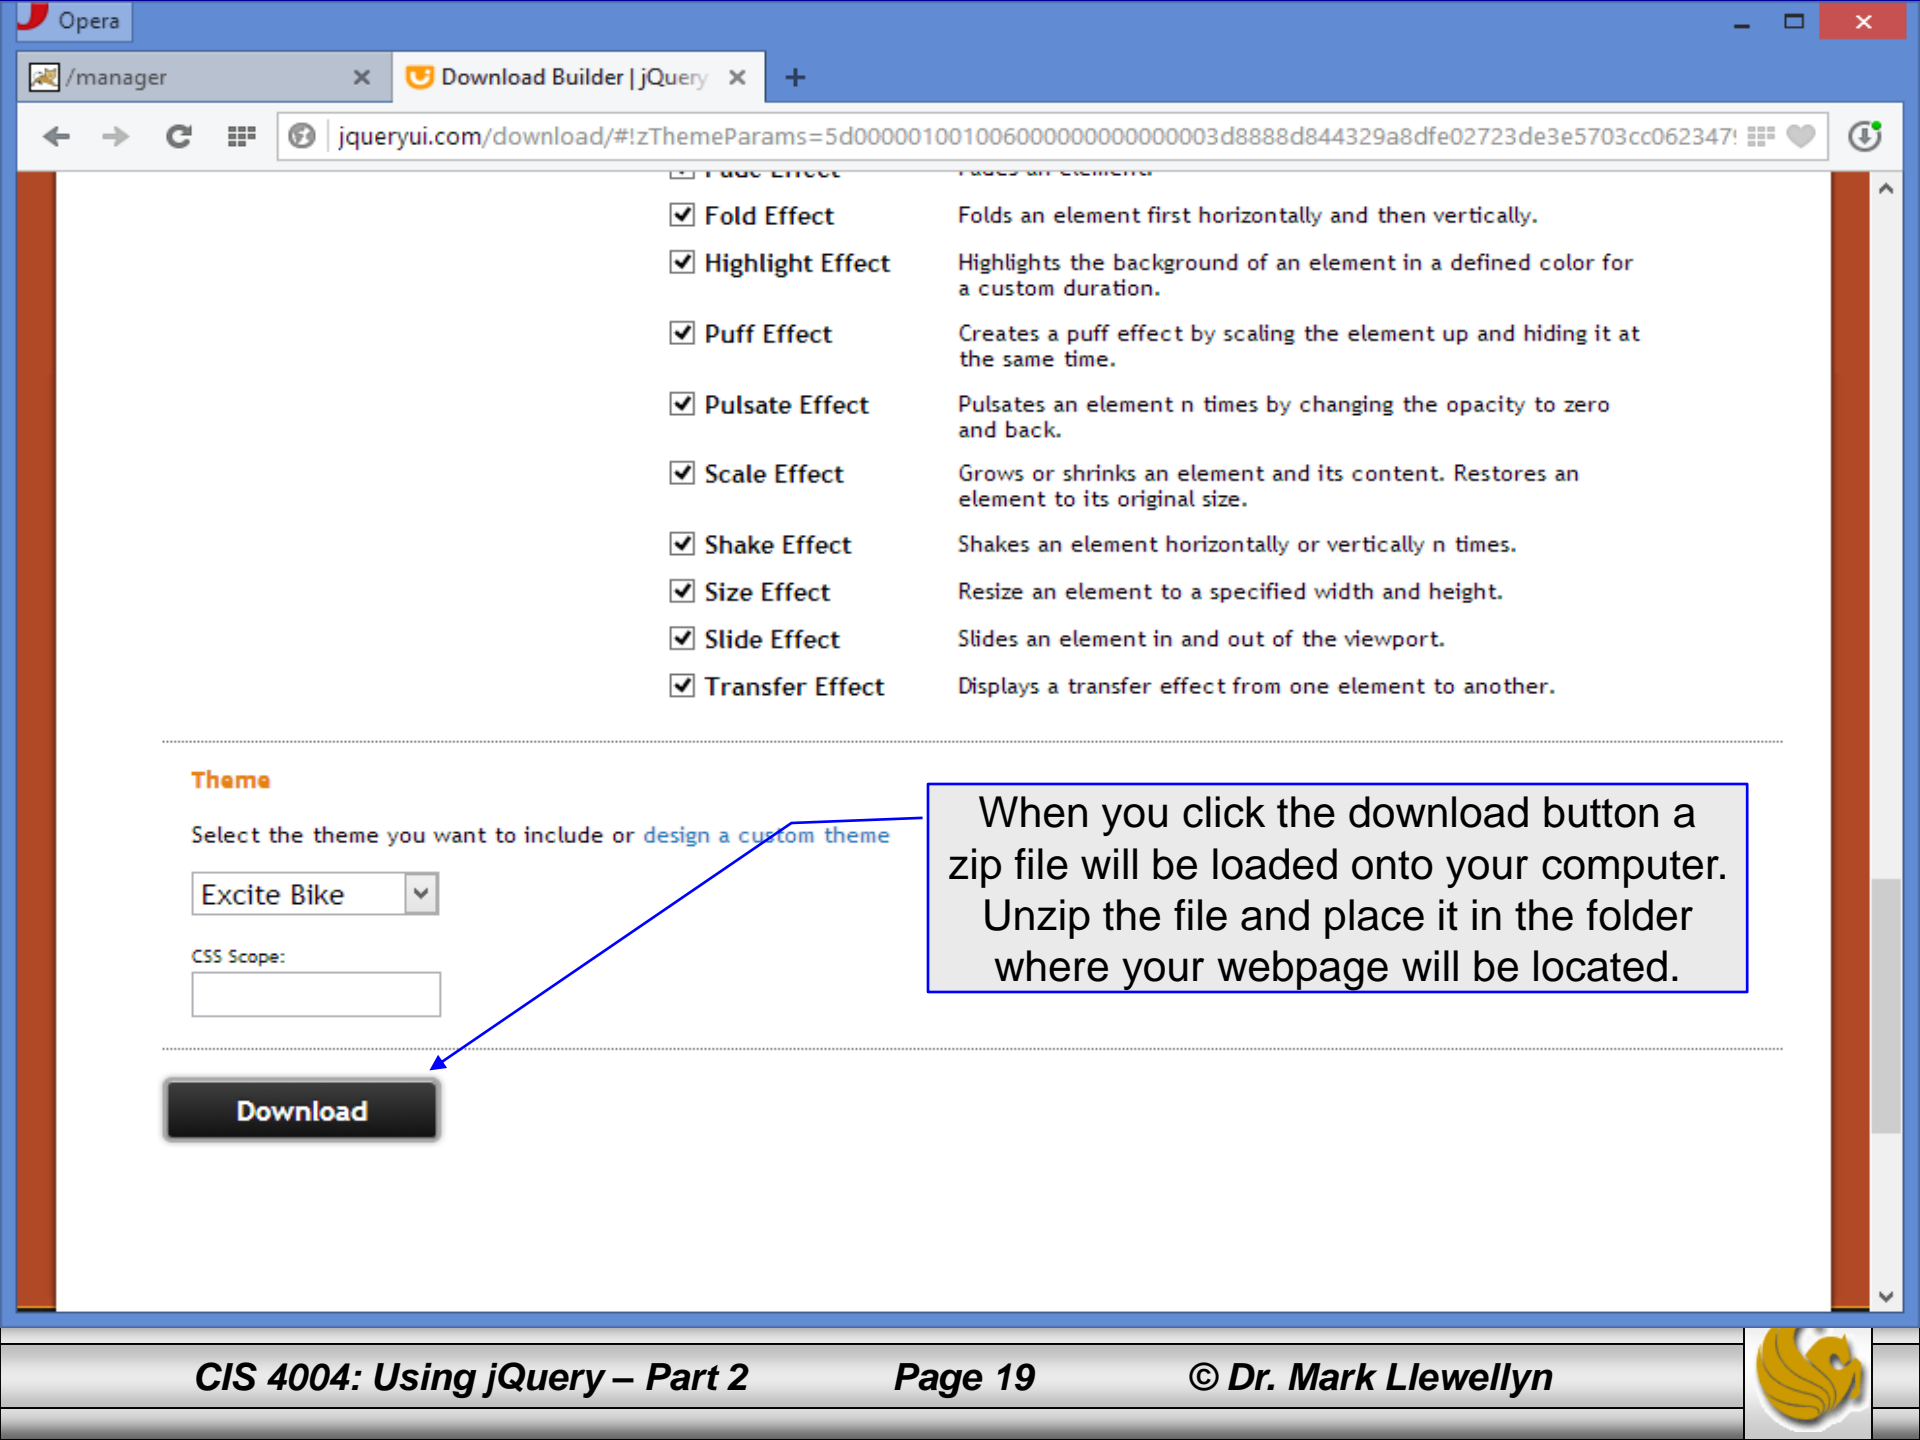 Opera
/manager
Download Builder | jQuery
jqueryui.com/download/#!zThemeParams=5d00000100100600000000000000003d8888d844329a8dfe02723de3e5703cc062347
Fade Effect Fades an element.
Fold Effect Folds an element first horizontally and then vertically.
Highlight Effect Highlights the background of an element in a defined color for
a custom duration.
Puff Effect Creates a puff effect by scaling the element up and hiding it at
the same time.
Pulsate Effect Pulsates an element n times by changing the opacity to zero
and back.
Scale Effect Grows or shrinks an element and its content. Restores an
element to its original size.
Shake Effect Shakes an element horizontally or vertically n times.
Size Effect Resize an element to a specified width and height.
Slide Effect Slides an element in and out of the viewport.
Transfer Effect Displays a transfer effect from one element to another.
Theme
Select the theme you want to include or design a custom theme
Excite Bike
CSS Scope:
When you click the download button a
zip file will be loaded onto your computer.
Unzip the file and place it in the folder
where your webpage will be located.
Download
CIS 4004: Using jQuery – Part 2 Page 19 © Dr. Mark Llewellyn